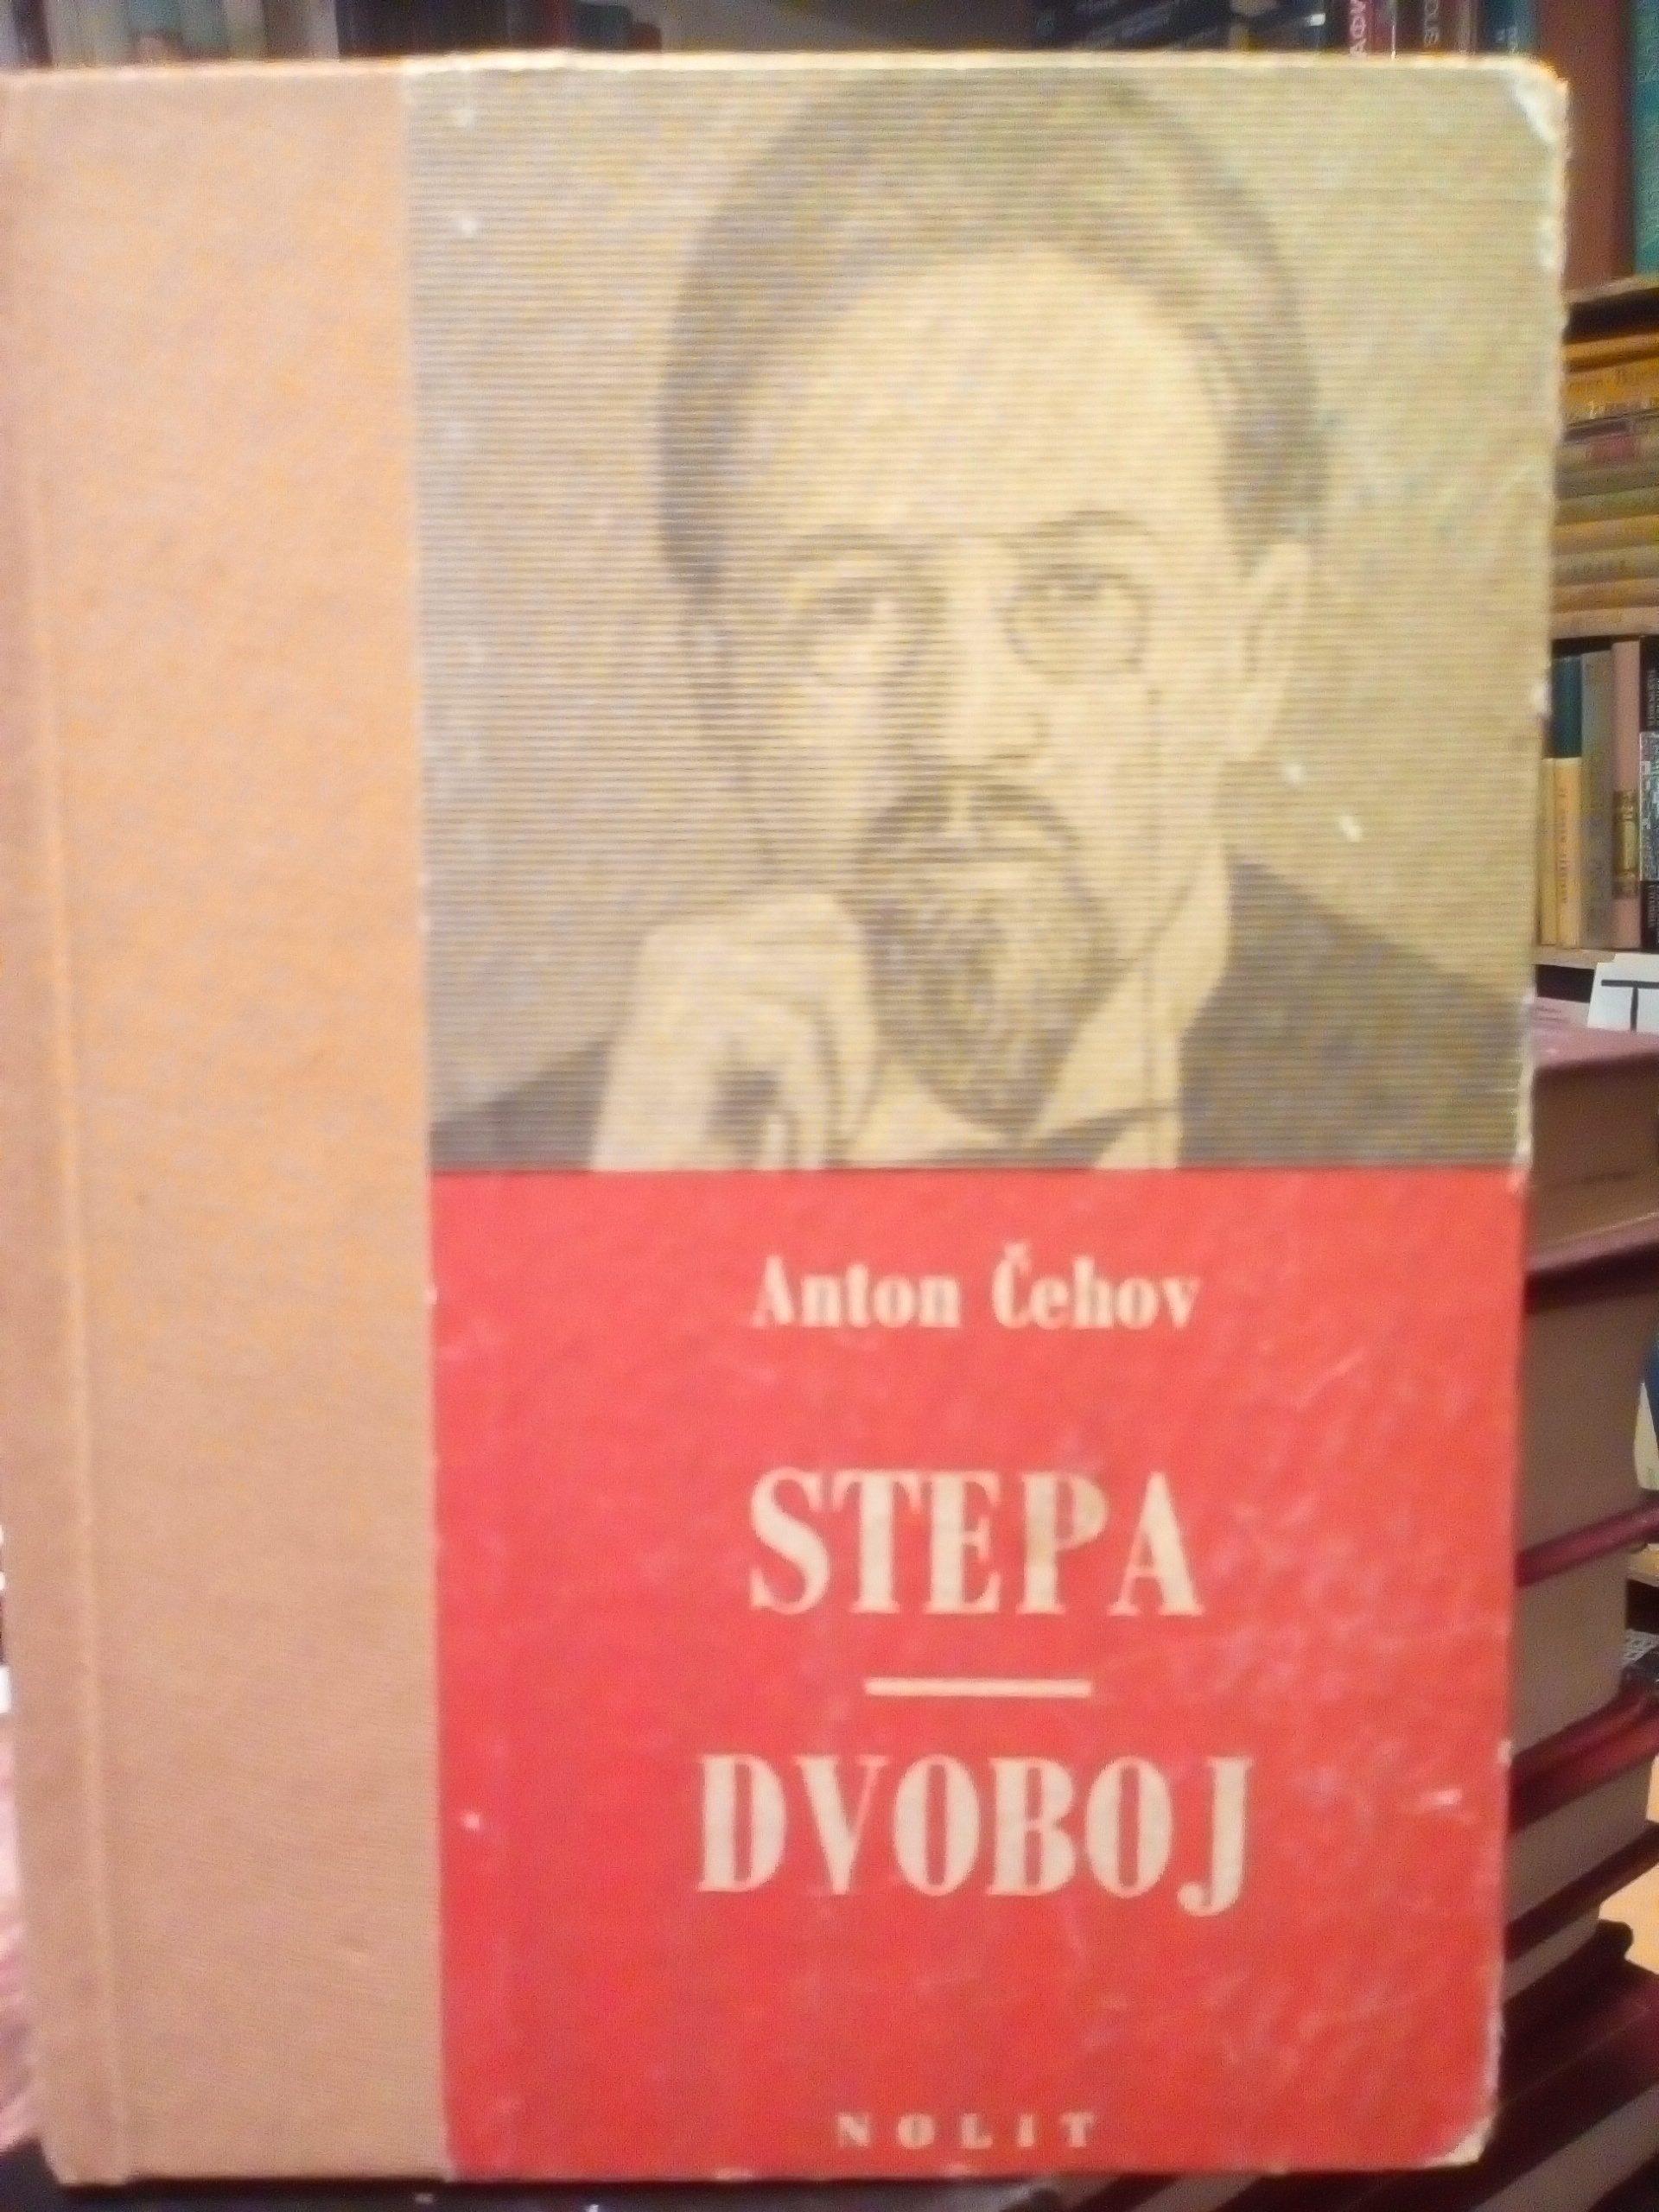 Anton Čehov
STEPA
DVOBOJ
NOLIT